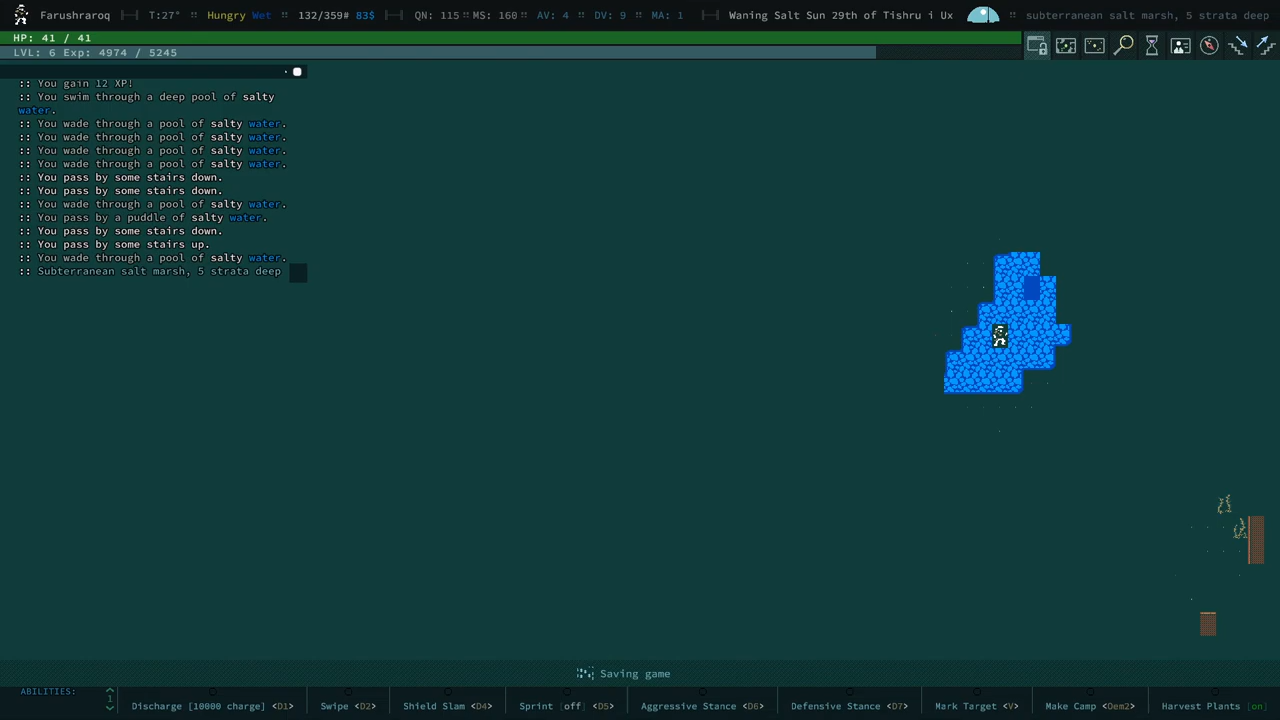 Farushraroq T:27° Hungry Wet 132/359# 83$ QN: 115 MS: 160 AV: 4 DV: 9 MA: 1 Waning Salt Sun 29th of Tishru i Ux subterranean salt marsh, 5 strata deep
HP: 41 / 41
LVL: 6 Exp: 4974 / 5245
:: You gain 12 XP!
:: You swim through a deep pool of salty
water.
:: You wade through a pool of salty water.
:: You wade through a pool of salty water.
:: You wade through a pool of salty water.
:: You wade through a pool of salty water.
:: You pass by some stairs down.
:: You pass by some stairs down.
:: You wade through a pool of salty water.
:: You pass by a puddle of salty water.
:: You pass by some stairs down.
:: You pass by some stairs up.
:: You wade through a pool of salty water.
:: Subterranean salt marsh, 5 strata deep
Saving game
ABILITIES: 1 Discharge [10000 charge] <D1> Swipe <D2> Shield Slam <D4> Sprint [off] <D5> Aggressive Stance <D6> Defensive Stance <D7> Mark Target <V> Make Camp <Oem2> Harvest Plants [on]